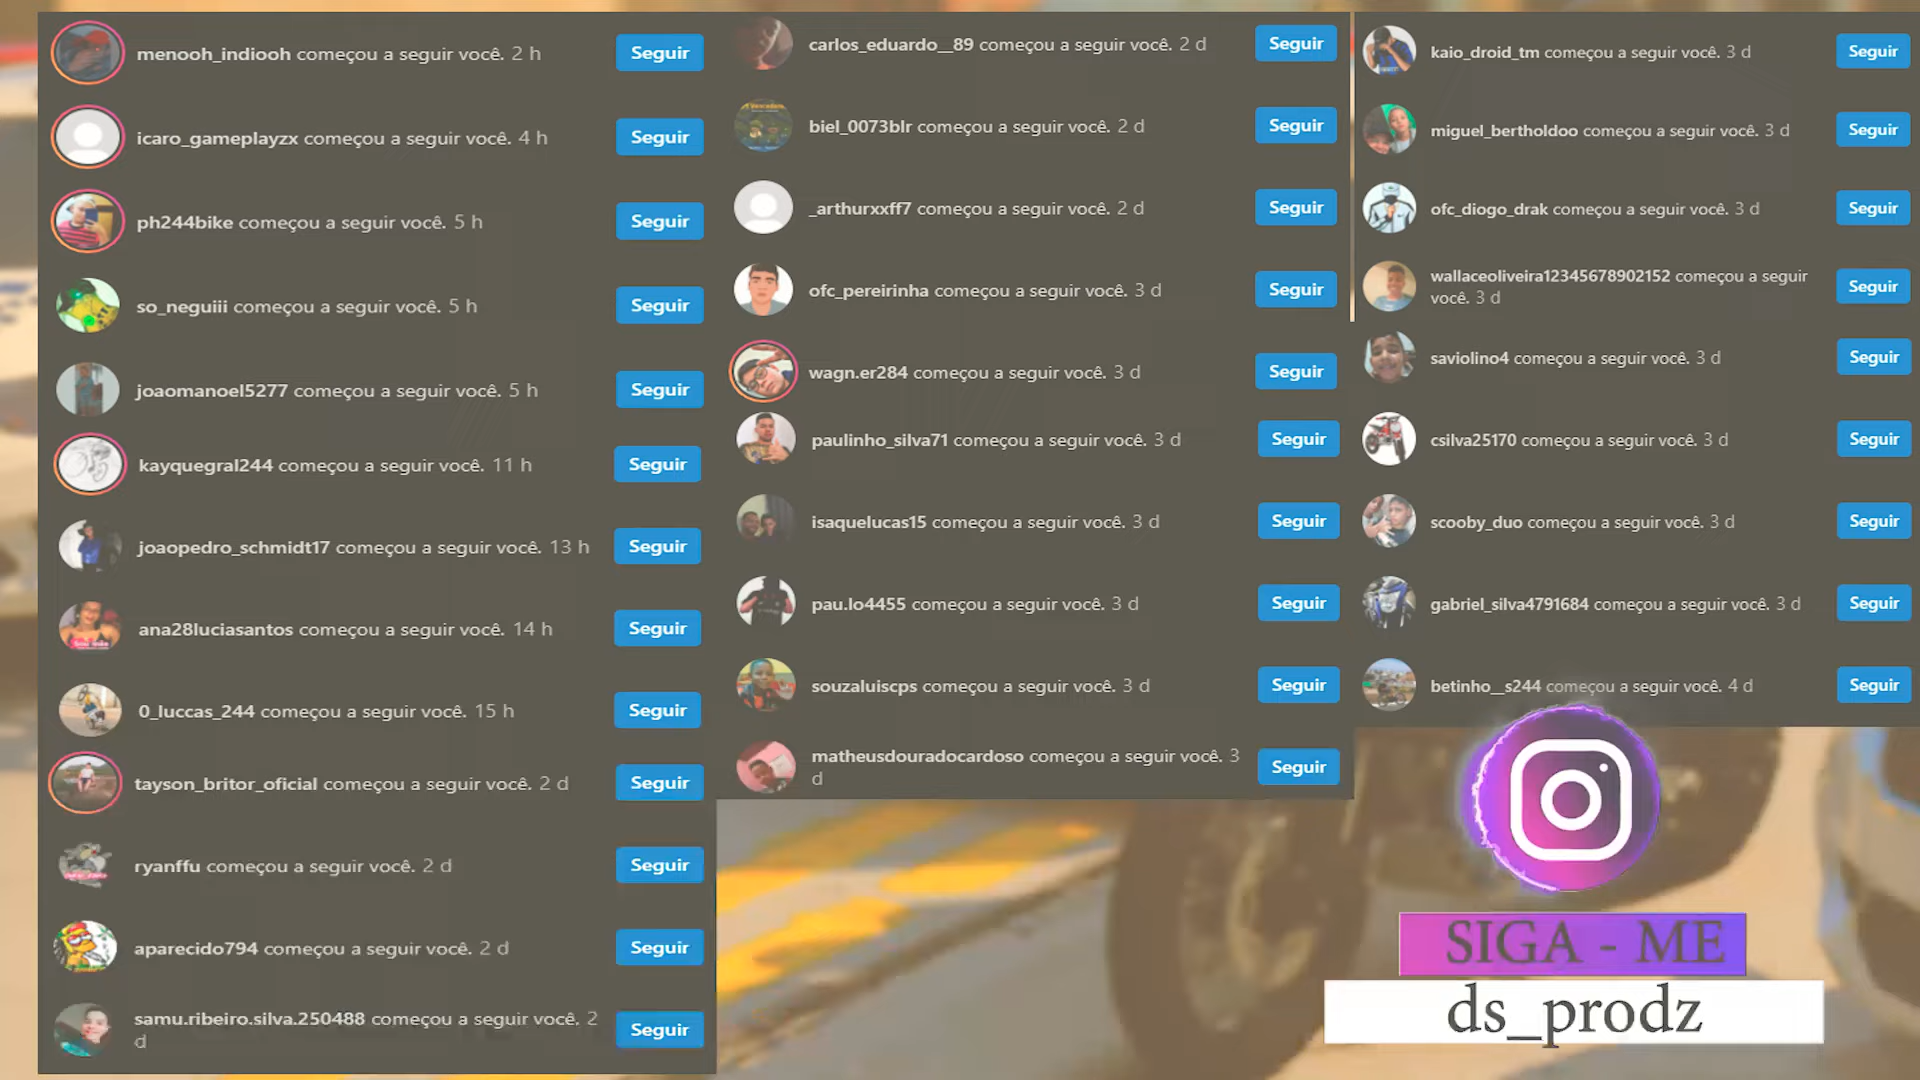 menooh_indiooh começou a seguir você. 2 h
Seguir
icaro_gameplayzx começou a seguir você. 4 h
Seguir
ph244bike começou a seguir você. 5 h
Seguir
so_neguiii começou a seguir você. 5 h
Seguir
joaomanoel5277 começou a seguir você. 5 h
Seguir
kayquegral244 começou a seguir você. 11 h
Seguir
joaopedro_schmidt17 começou a seguir você. 13 h
Seguir
ana28luciasantos começou a seguir você. 14 h
Seguir
0_luccas_244 começou a seguir você. 15 h
Seguir
tayson_britor_oficial começou a seguir você. 2 d
Seguir
ryanffu começou a seguir você. 2 d
Seguir
aparecido794 começou a seguir você. 2 d
Seguir
samu.ribeiro.silva.250488 começou a seguir você. 2
d
Seguir
carlos_eduardo__89 começou a seguir você. 2 d
Seguir
biel_0073blr começou a seguir você. 2 d
Seguir
_arthurxxff7 começou a seguir você. 2 d
Seguir
ofc_pereirinha começou a seguir você. 3 d
Seguir
wagn.er284 começou a seguir você. 3 d
Seguir
paulinho_silva71 começou a seguir você. 3 d
Seguir
isaquelucas15 começou a seguir você. 3 d
Seguir
pau.lo4455 começou a seguir você. 3 d
Seguir
souzaluiscps começou a seguir você. 3 d
Seguir
matheusdouradocardoso começou a seguir você. 3
d
Seguir
kaio_droid_tm começou a seguir você. 3 d
Seguir
miguel_bertholdoo começou a seguir você. 3 d
Seguir
ofc_diogo_drak começou a seguir você. 3 d
Seguir
wallaceoliveira12345678902152 começou a seguir
você. 3 d
Seguir
saviolino4 começou a seguir você. 3 d
Seguir
csilva25170 começou a seguir você. 3 d
Seguir
scooby_duo começou a seguir você. 3 d
Seguir
gabriel_silva4791684 começou a seguir você. 3 d
Seguir
betinho__s244 começou a seguir você. 4 d
Seguir
SIGA - ME
ds_prodz